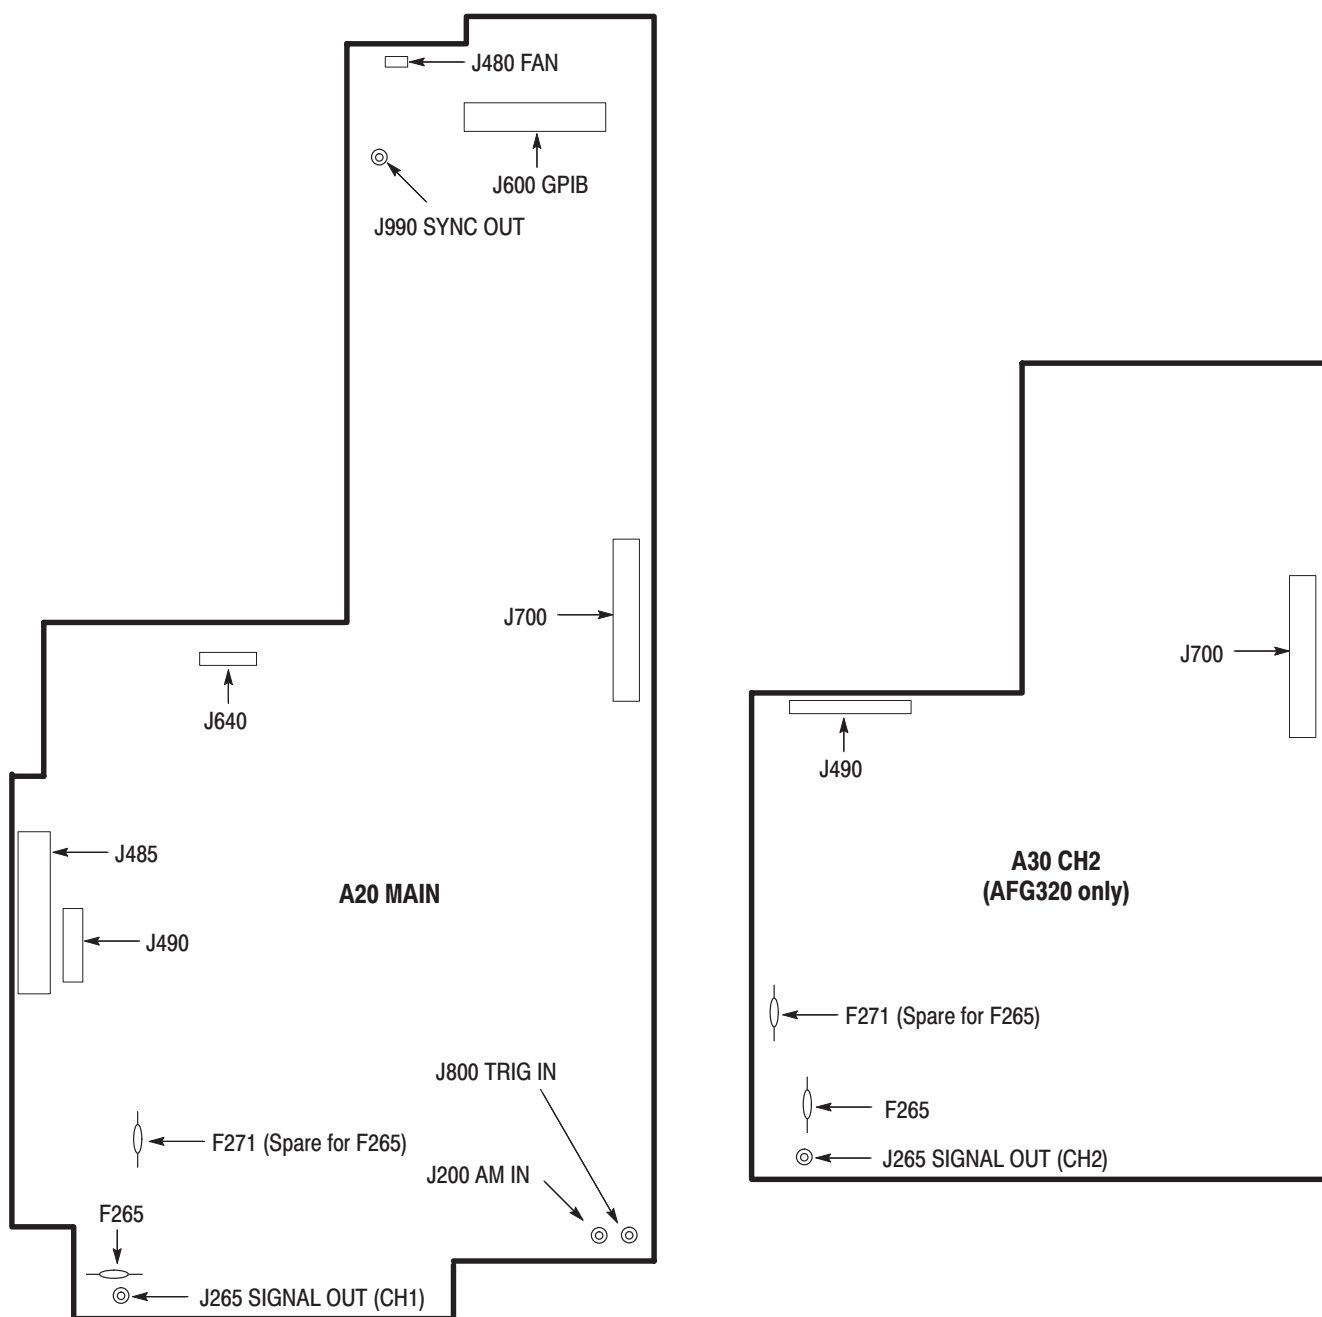 J480 FAN
J600 GPIB
J990 SYNC OUT
J700
J640
J485
A20 MAIN
J490
J800 TRIG IN
F271 (Spare for F265)
J200 AM IN
F265
J265 SIGNAL OUT (CH1)
J700
J490
A30 CH2
(AFG320 only)
F271 (Spare for F265)
F265
J265 SIGNAL OUT (CH2)